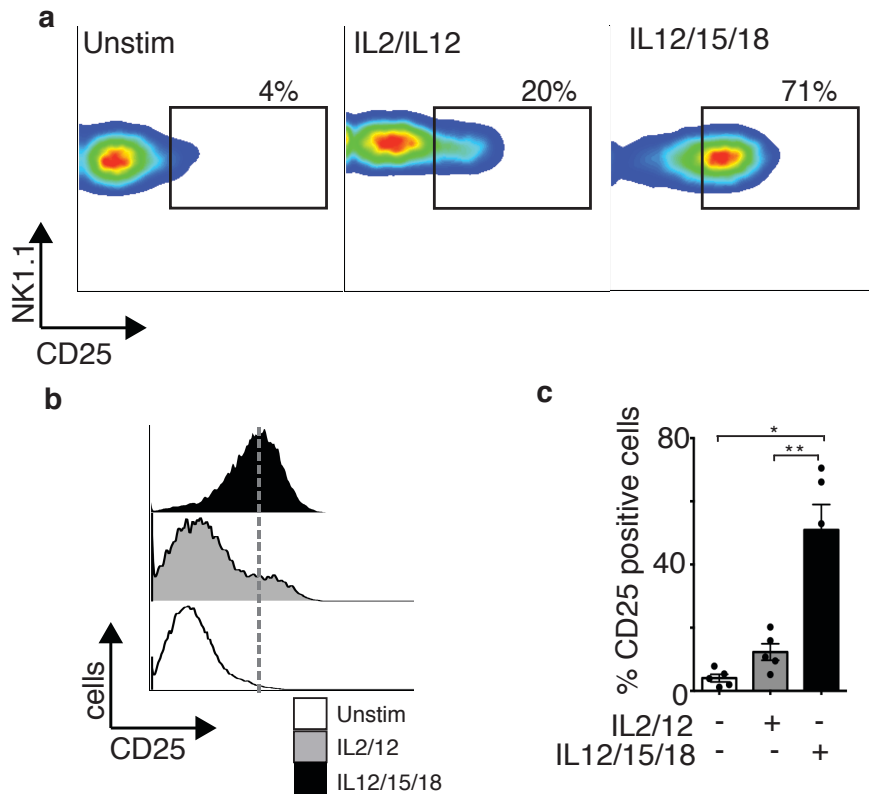 a
Unstim
IL2/IL12
IL12/15/18
4%
20%
71%
NK1.1
CD25
b
cells
CD25
Unstim
IL2/12
IL12/15/18
c
% CD25 positive cells
80
40
0
*
**
IL2/12 - + -
IL12/15/18 - - +